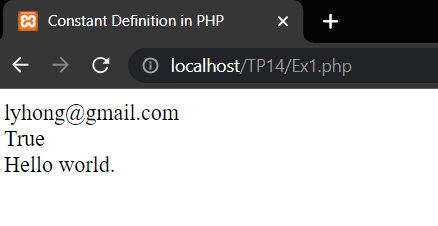 Constant Definition in PHP
localhost/TP14/Ex1.php
lyhong@gmail.com
True
Hello world.